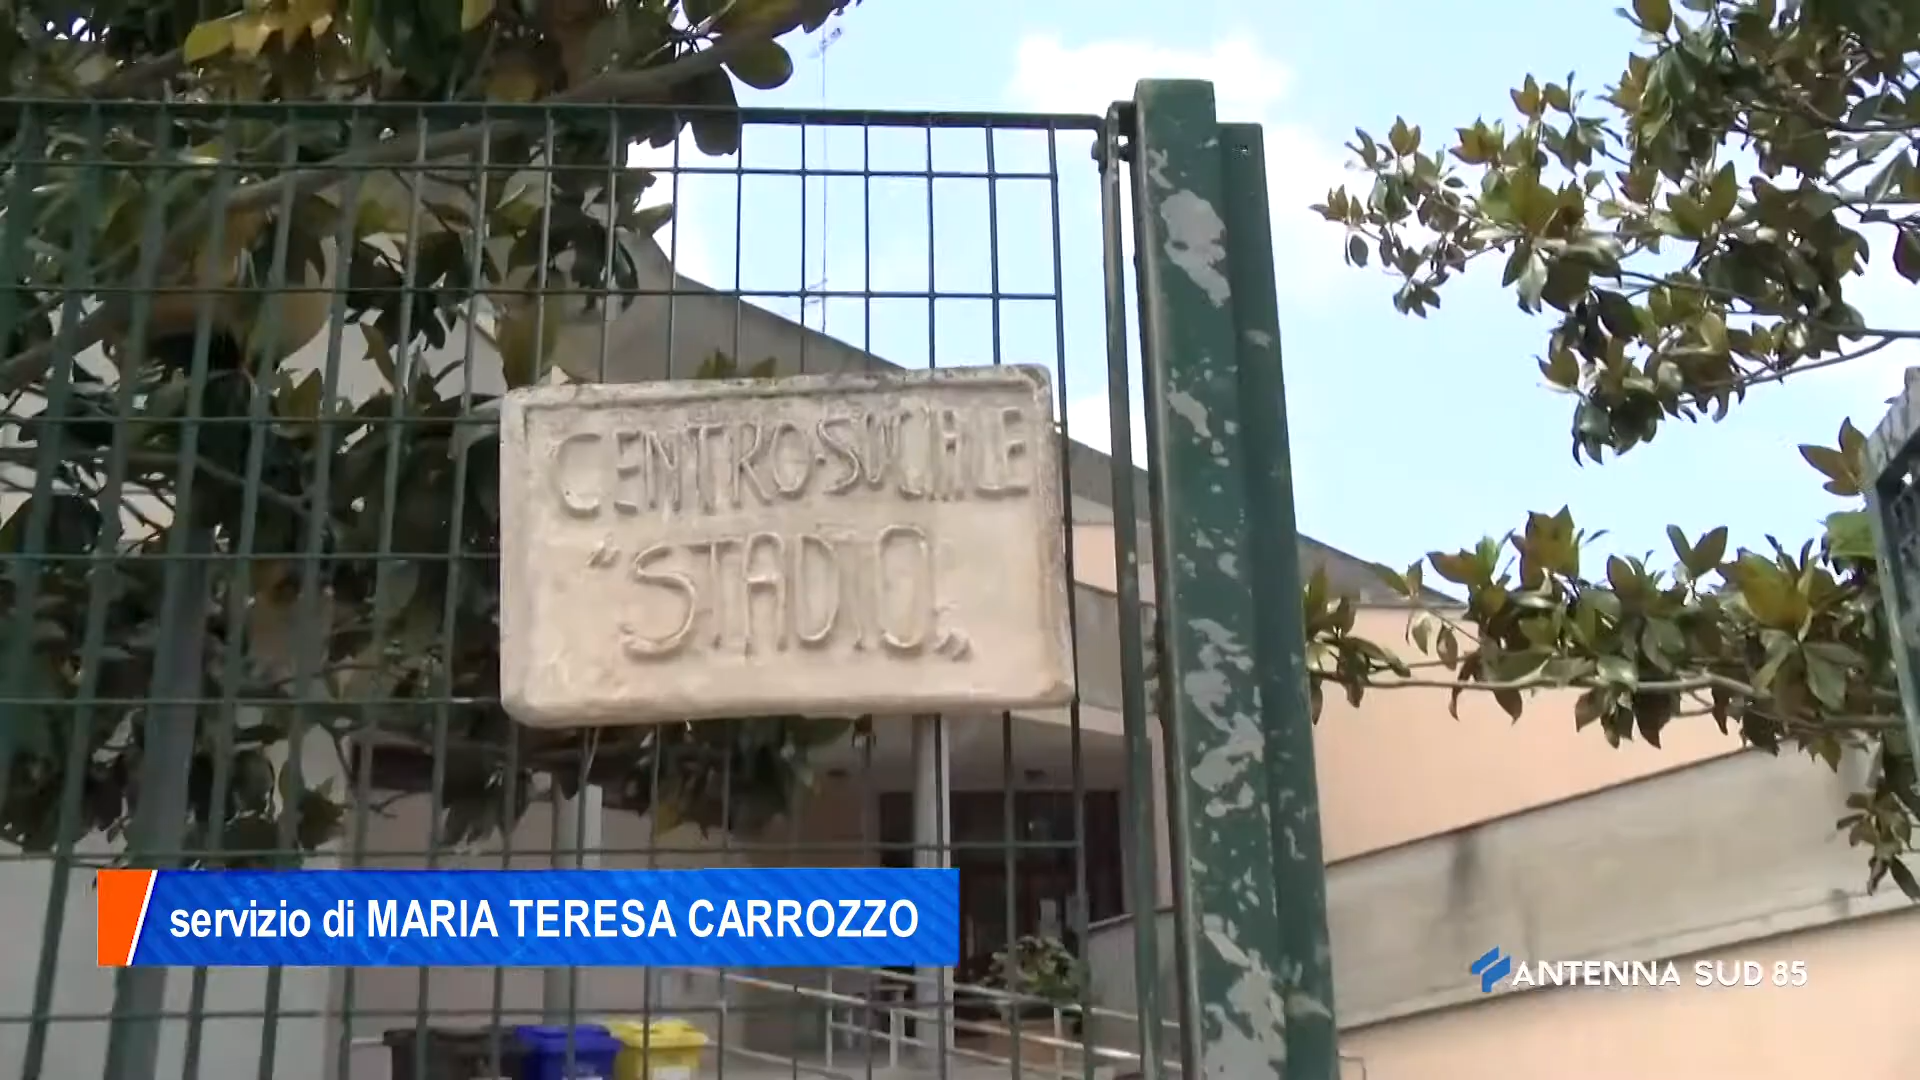 CENTRO·SOCIALE
"STADIO„
servizio di MARIA TERESA CARROZZO
ANTENNA SUD 85